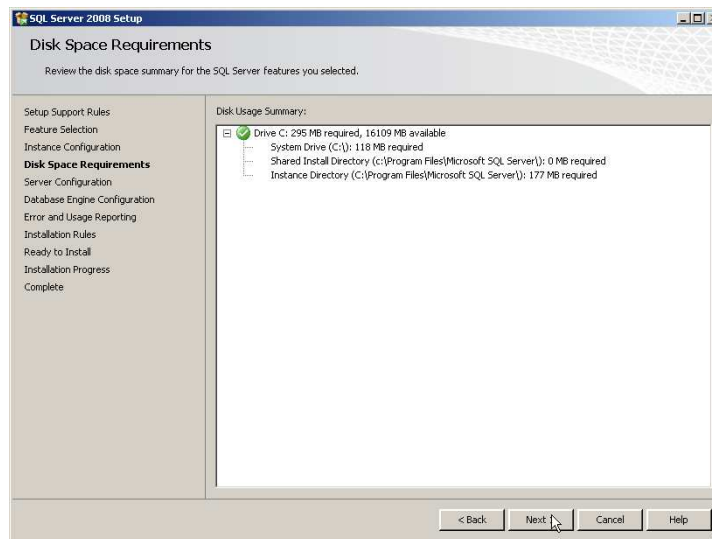 SQL Server 2008 Setup
Disk Space Requirements
Review the disk space summary for the SQL Server features you selected.
Setup Support Rules
Feature Selection
Instance Configuration
Disk Space Requirements
Server Configuration
Database Engine Configuration
Error and Usage Reporting
Installation Rules
Ready to Install
Installation Progress
Complete
Disk Usage Summary:
Drive C: 295 MB required, 16109 MB available
System Drive (C:\): 118 MB required
Shared Install Directory (c:\Program Files\Microsoft SQL Server\): 0 MB required
Instance Directory (C:\Program Files\Microsoft SQL Server\): 177 MB required
< Back Next > Cancel Help